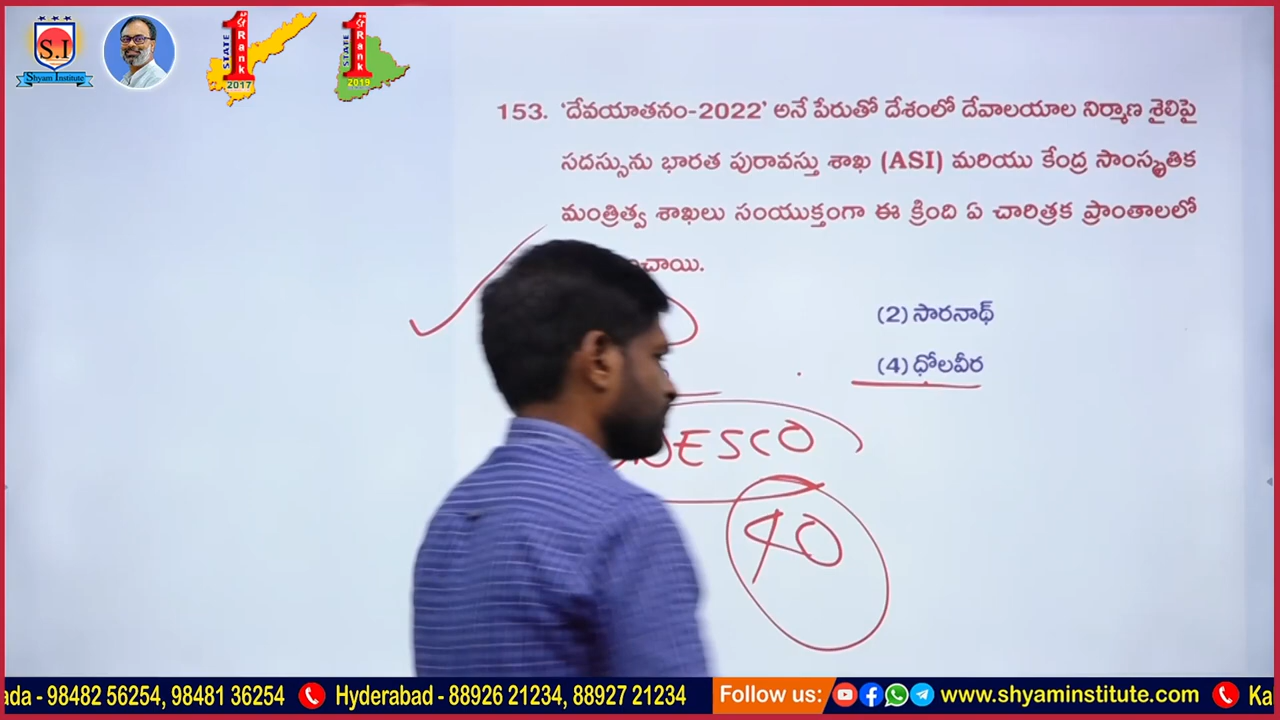 S.I
Shyam Institute
STATE
1
Rank
2017
STATE
1
Rank
2019
153. 'దేవయాతనం-2022' అనే పేరుతో దేశంలో దేవాలయాల నిర్మాణ శైలిపై
సదస్సును భారత పురావస్తు శాఖ (ASI) మరియు కేంద్ర సాంస్కృతిక
మంత్రిత్వ శాఖలు సంయుక్తంగా ఈ క్రింది ఏ చారిత్రక ప్రాంతాలలో
(2) సారనాథ్
(4) ధోలవీర
40
ada - 98482 56254, 98481 36254 Hyderabad - 88926 21234, 88927 21234 Follow us: www.shyaminstitute.com Ka